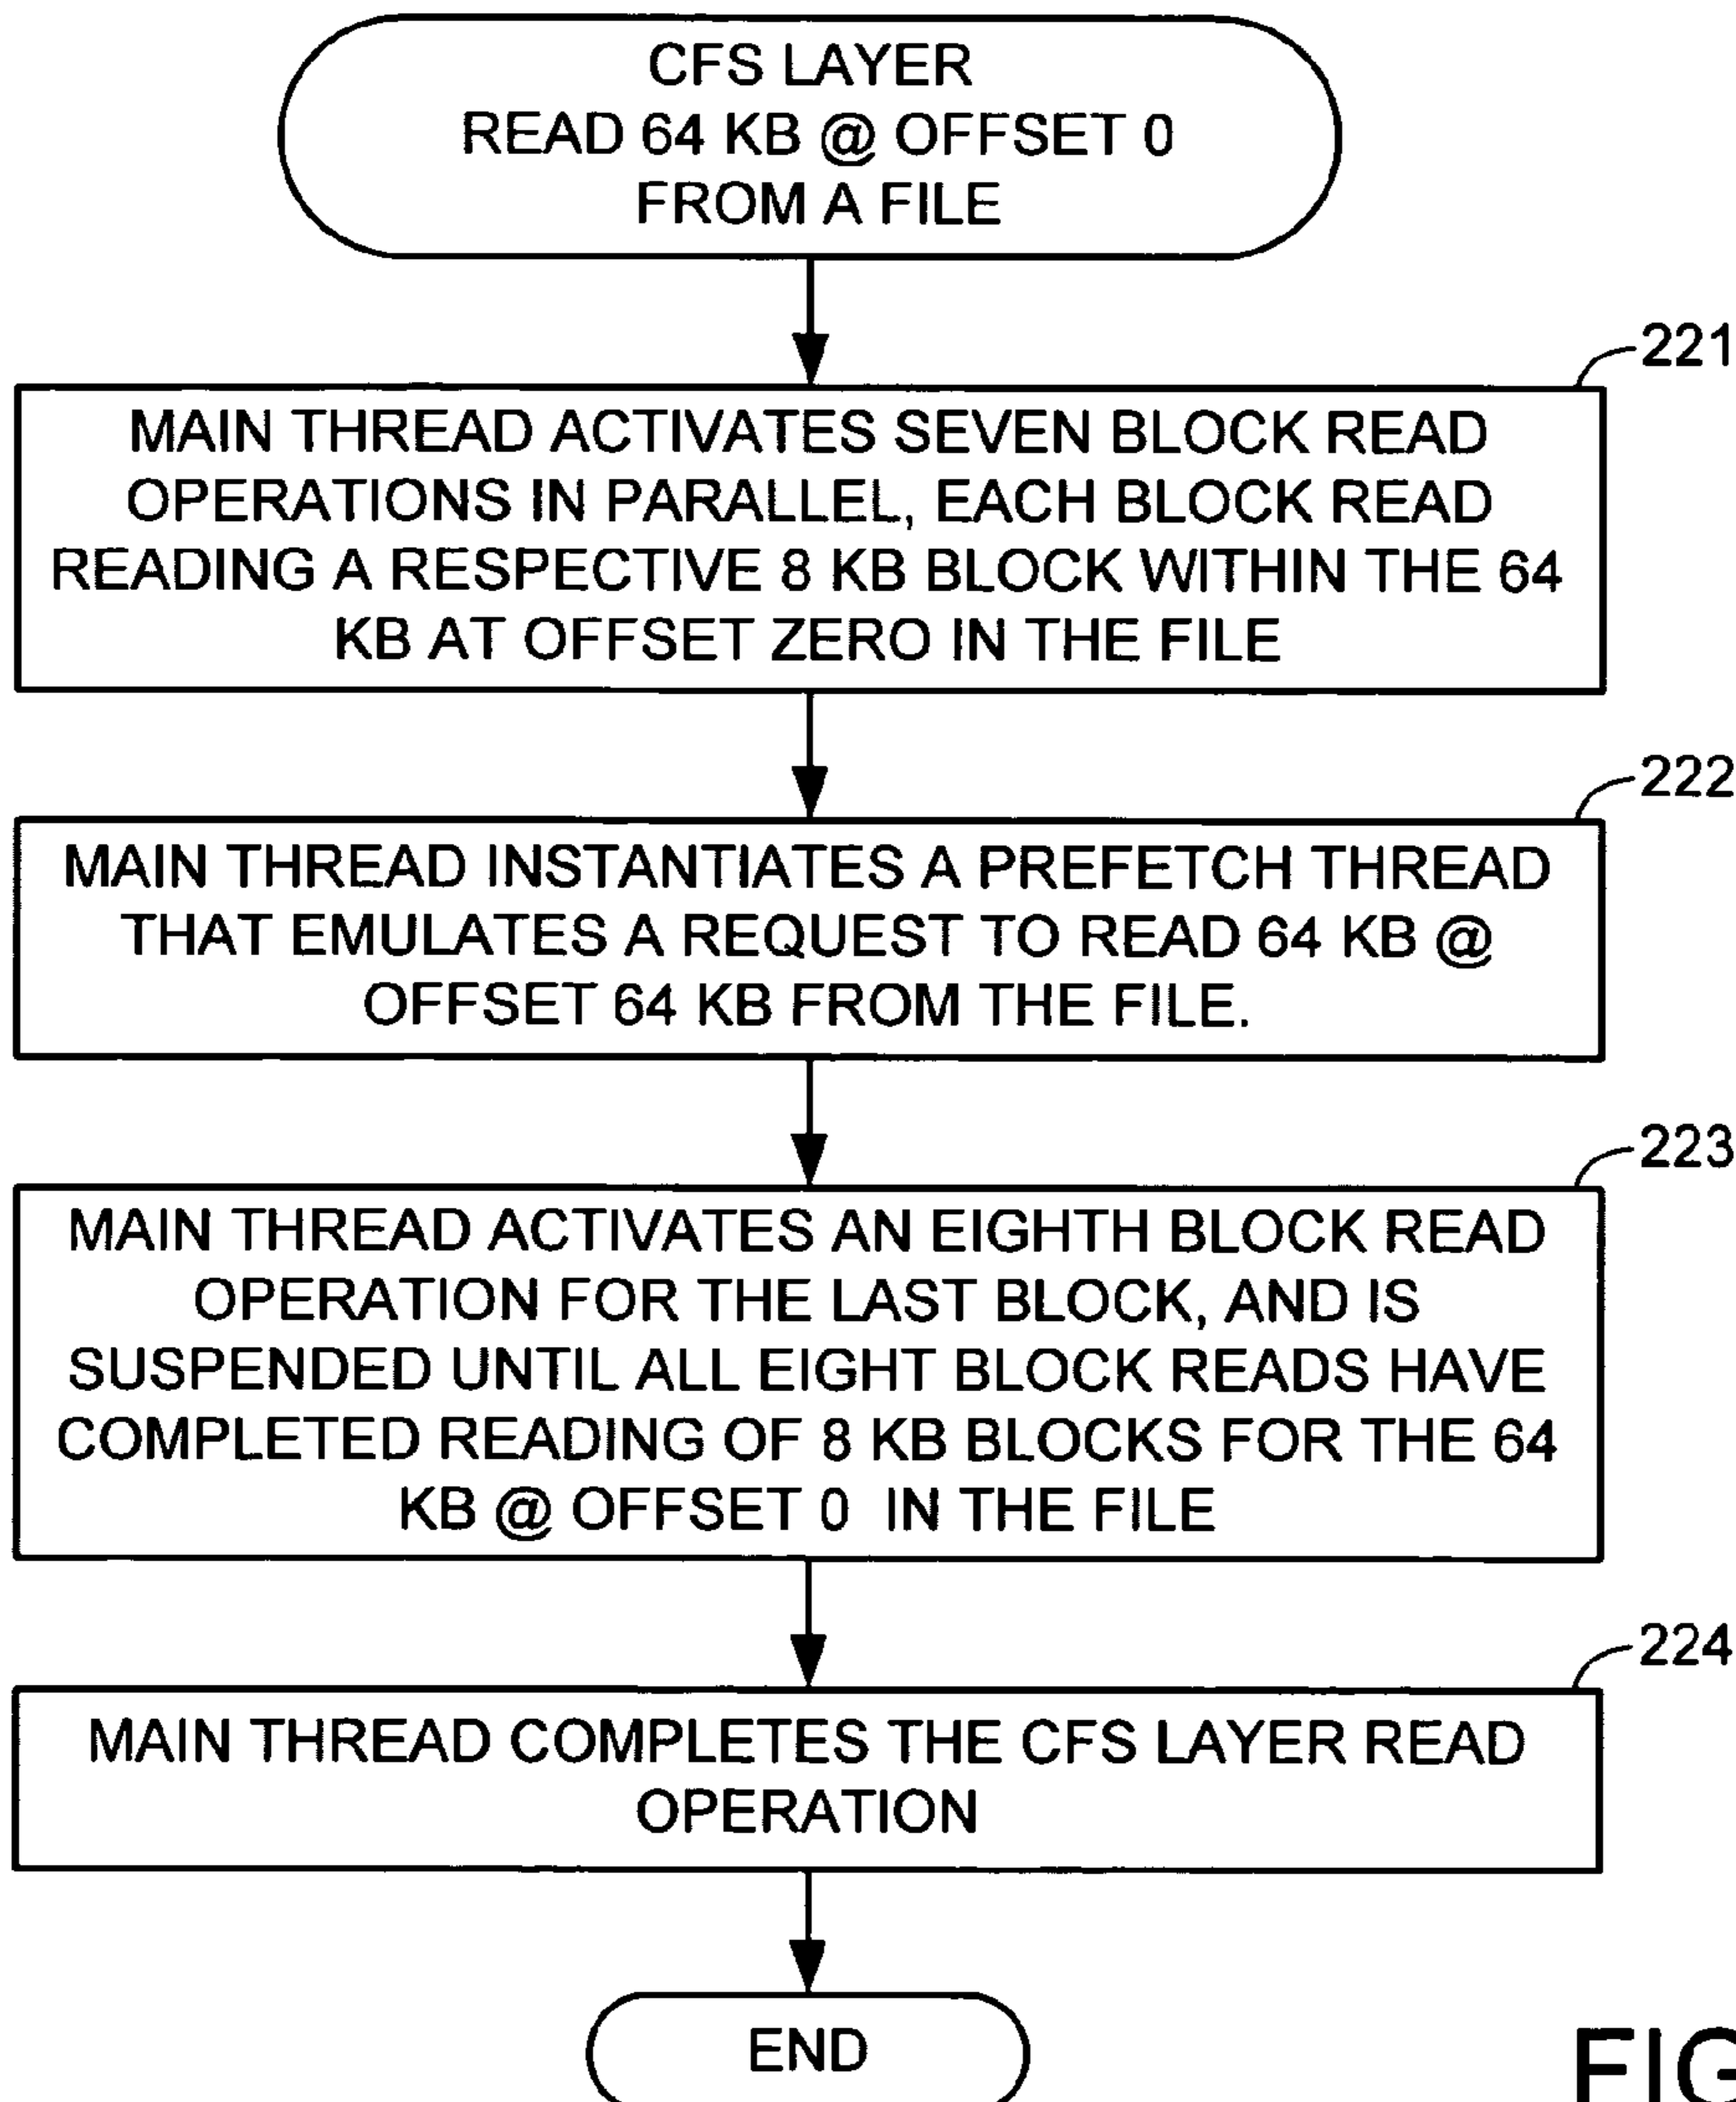 CFS LAYER
READ 64 KB @ OFFSET 0
FROM A FILE
221
MAIN THREAD ACTIVATES SEVEN BLOCK READ
OPERATIONS IN PARALLEL, EACH BLOCK READ
READING A RESPECTIVE 8 KB BLOCK WITHIN THE 64
KB AT OFFSET ZERO IN THE FILE
222
MAIN THREAD INSTANTIATES A PREFETCH THREAD
THAT EMULATES A REQUEST TO READ 64 KB @
OFFSET 64 KB FROM THE FILE.
223
MAIN THREAD ACTIVATES AN EIGHTH BLOCK READ
OPERATION FOR THE LAST BLOCK, AND IS
SUSPENDED UNTIL ALL EIGHT BLOCK READS HAVE
COMPLETED READING OF 8 KB BLOCKS FOR THE 64
KB @ OFFSET 0 IN THE FILE
224
MAIN THREAD COMPLETES THE CFS LAYER READ
OPERATION
END
FIG